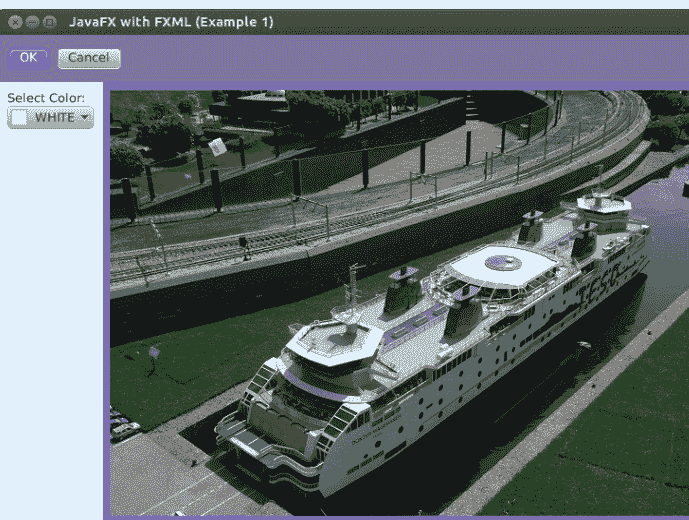 JavaFX with FXML (Example 1)
OK Cancel
Select Color:
WHITE
T.E.S.O.